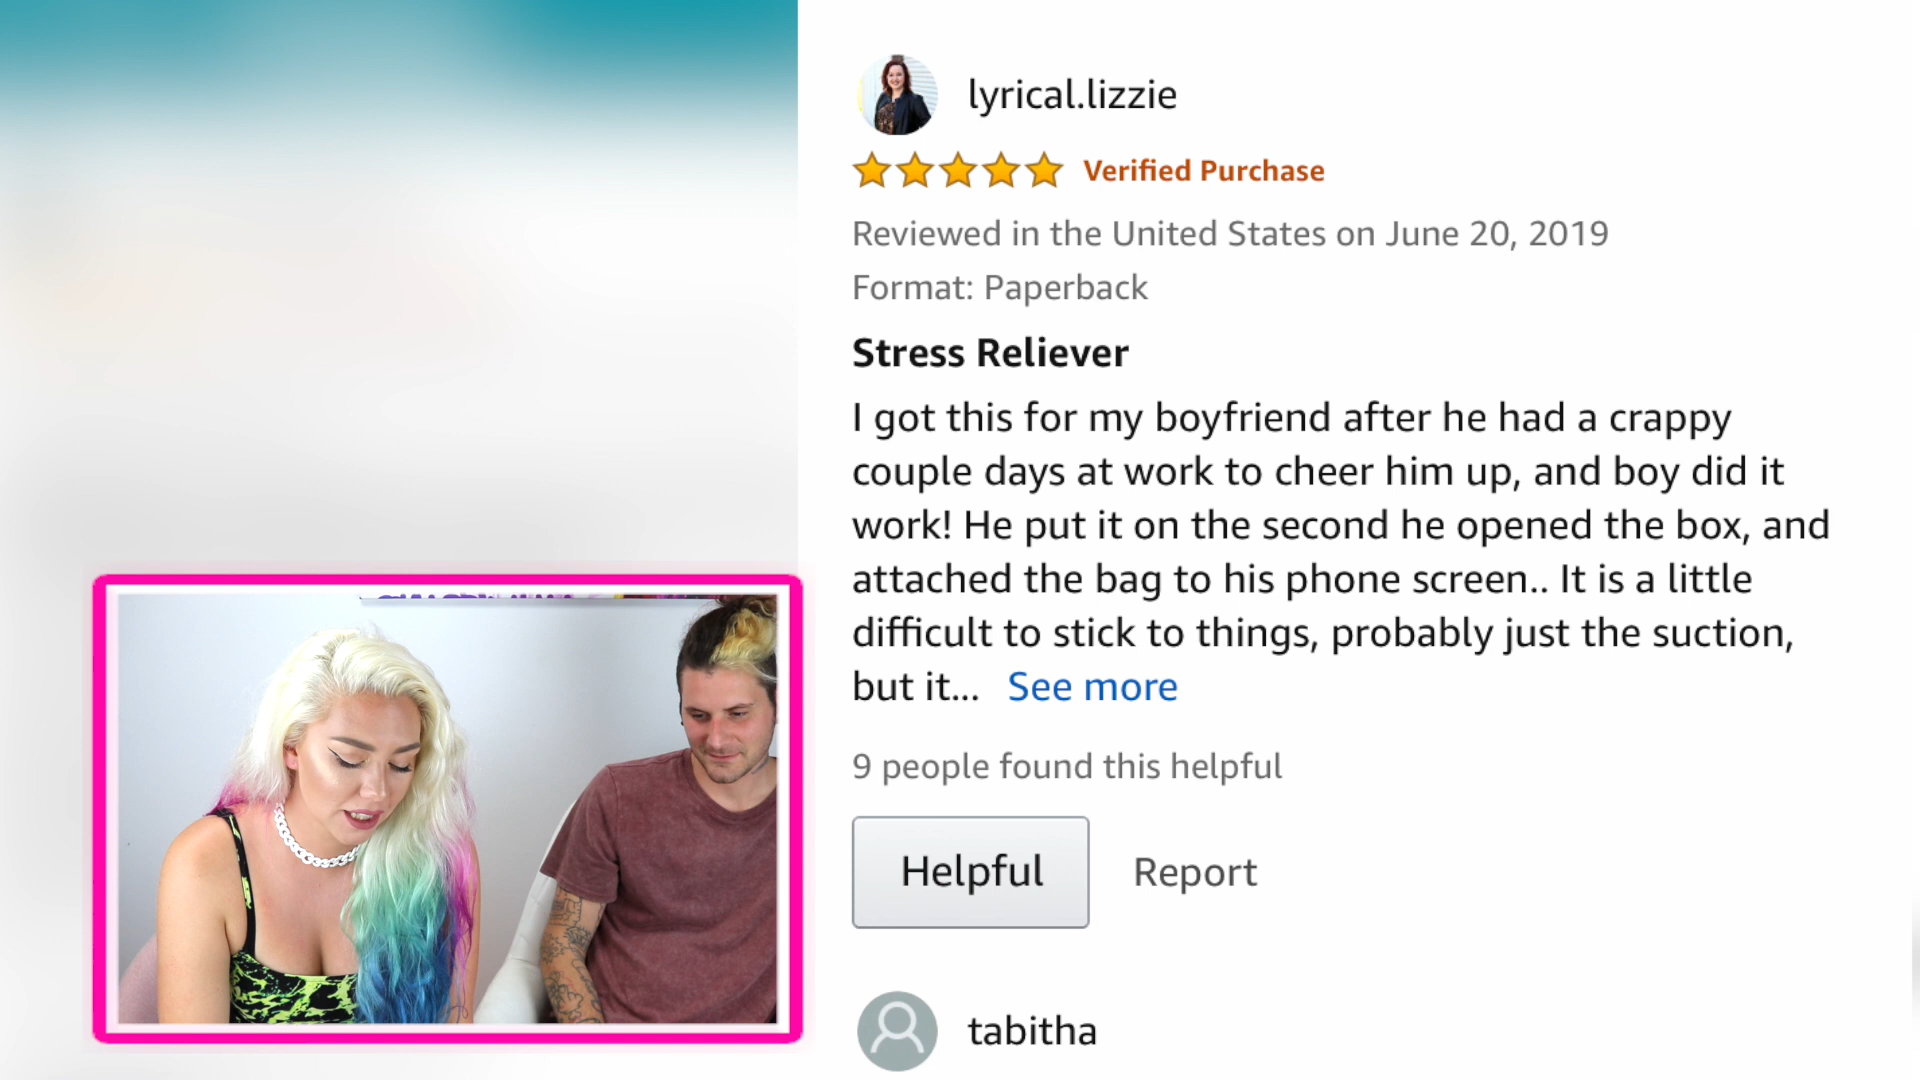 lyrical.lizzie
Verified Purchase
Reviewed in the United States on June 20, 2019
Format: Paperback
Stress Reliever
I got this for my boyfriend after he had a crappy
couple days at work to cheer him up, and boy did it
work! He put it on the second he opened the box, and
attached the bag to his phone screen.. It is a little
difficult to stick to things, probably just the suction,
but it... See more
9 people found this helpful
Helpful Report
tabitha